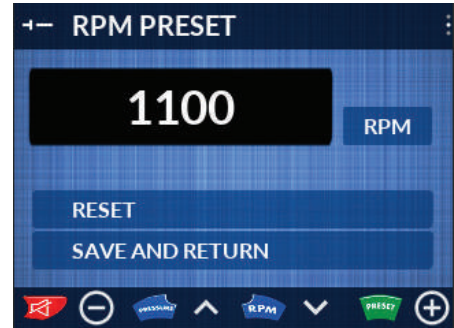 RPM PRESET
1100
RPM
RESET
SAVE AND RETURN
PRESSURE RPM PRESET